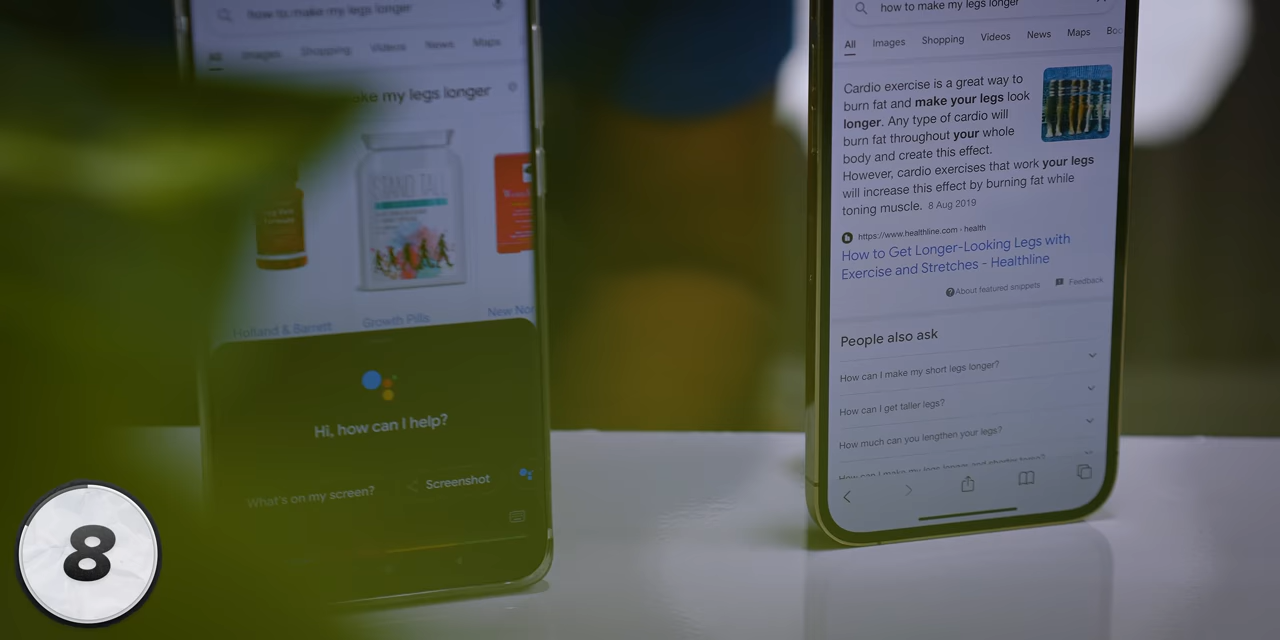 how to make my legs longer
All Images Shopping Videos News Maps
make my legs longer
STAND TALL
Holland & Barrett
Growth Pills
Hi, how can I help?
What's on my screen?
Screenshot
8
how to make my legs longer
All Images Shopping Videos News Maps Boo
Cardio exercise is a great way to
burn fat and make your legs look
longer. Any type of cardio will
burn fat throughout your whole
body and create this effect.
However, cardio exercises that work your legs
will increase this effect by burning fat while
toning muscle. 8 Aug 2019
https://www.healthline.com › health
How to Get Longer-Looking Legs with
Exercise and Stretches - Healthline
About featured snippets
Feedback
People also ask
How can I make my short legs longer?
How can I get taller legs?
How much can you lengthen your legs?